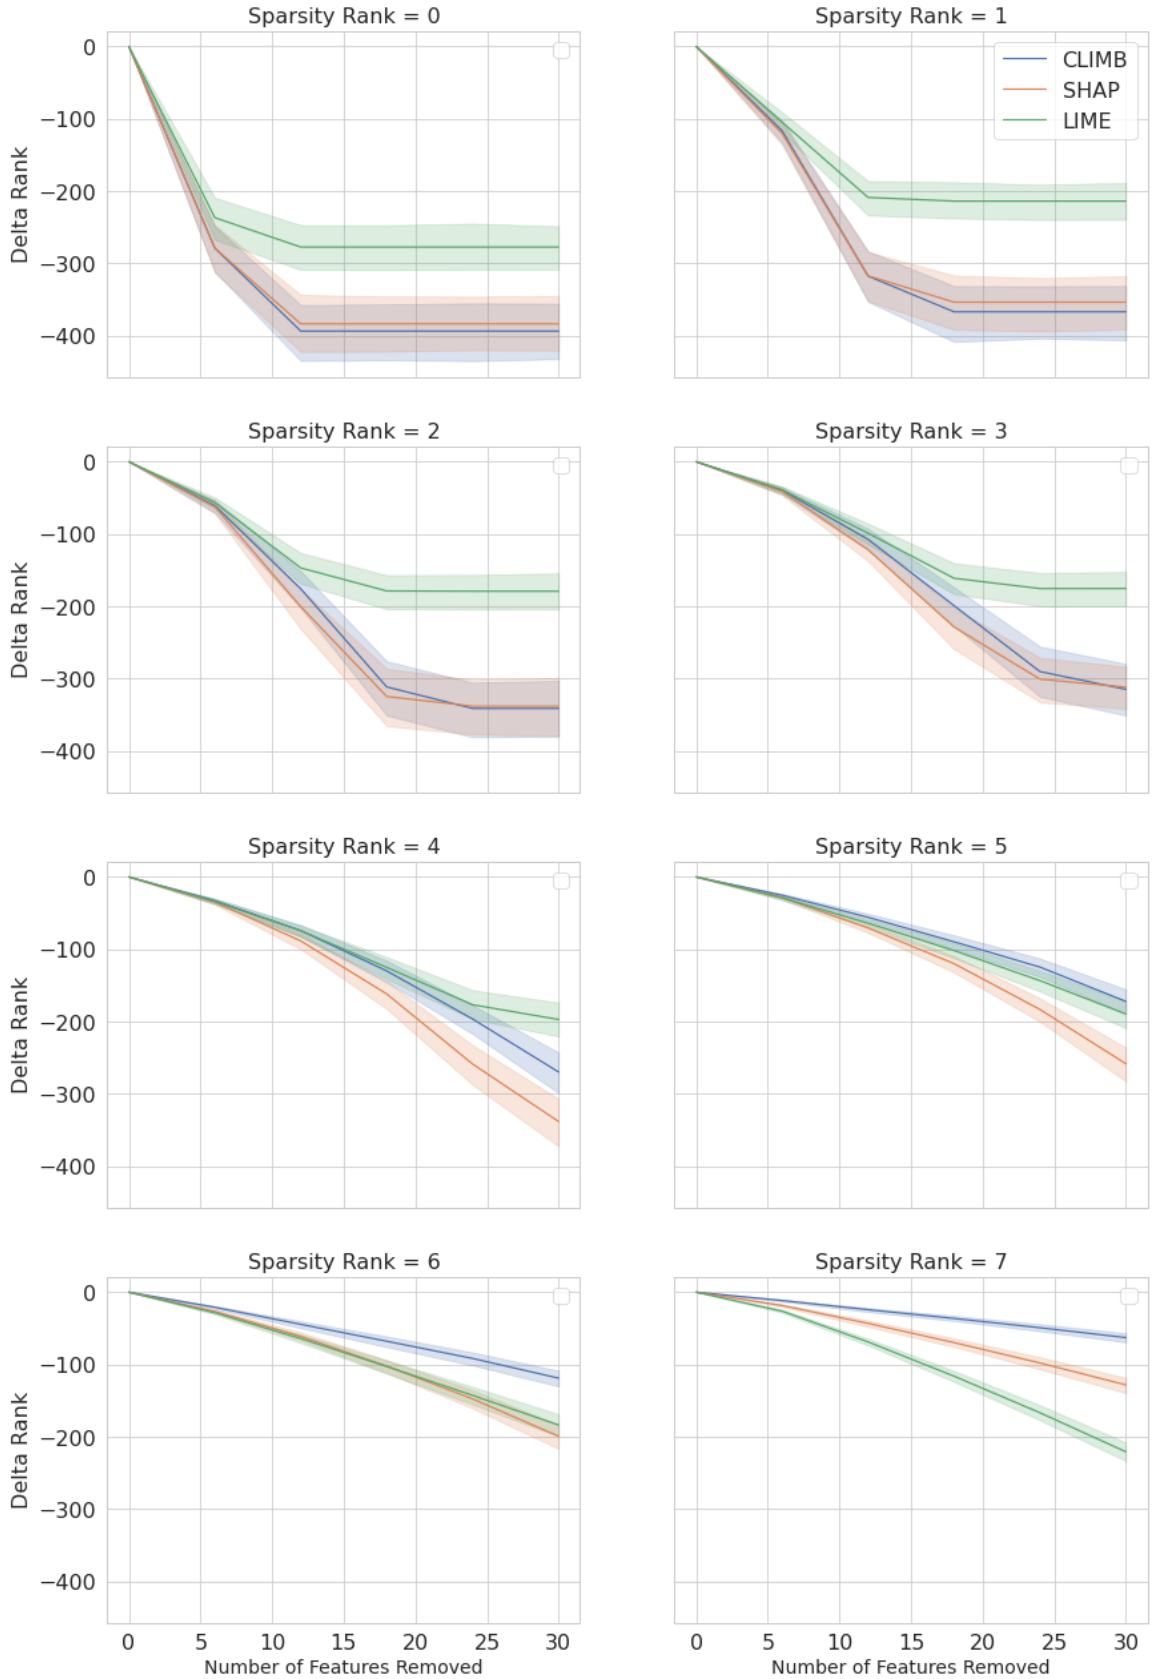 Sparsity Rank = 0
Sparsity Rank = 1
Delta Rank
0
−100
−200
−300
−400
CLIMB
SHAP
LIME
Sparsity Rank = 2
Sparsity Rank = 3
Delta Rank
0
−100
−200
−300
−400
Sparsity Rank = 4
Sparsity Rank = 5
Delta Rank
0
−100
−200
−300
−400
Sparsity Rank = 6
Sparsity Rank = 7
Delta Rank
0
−100
−200
−300
−400
0 5 10 15 20 25 30
Number of Features Removed
0 5 10 15 20 25 30
Number of Features Removed